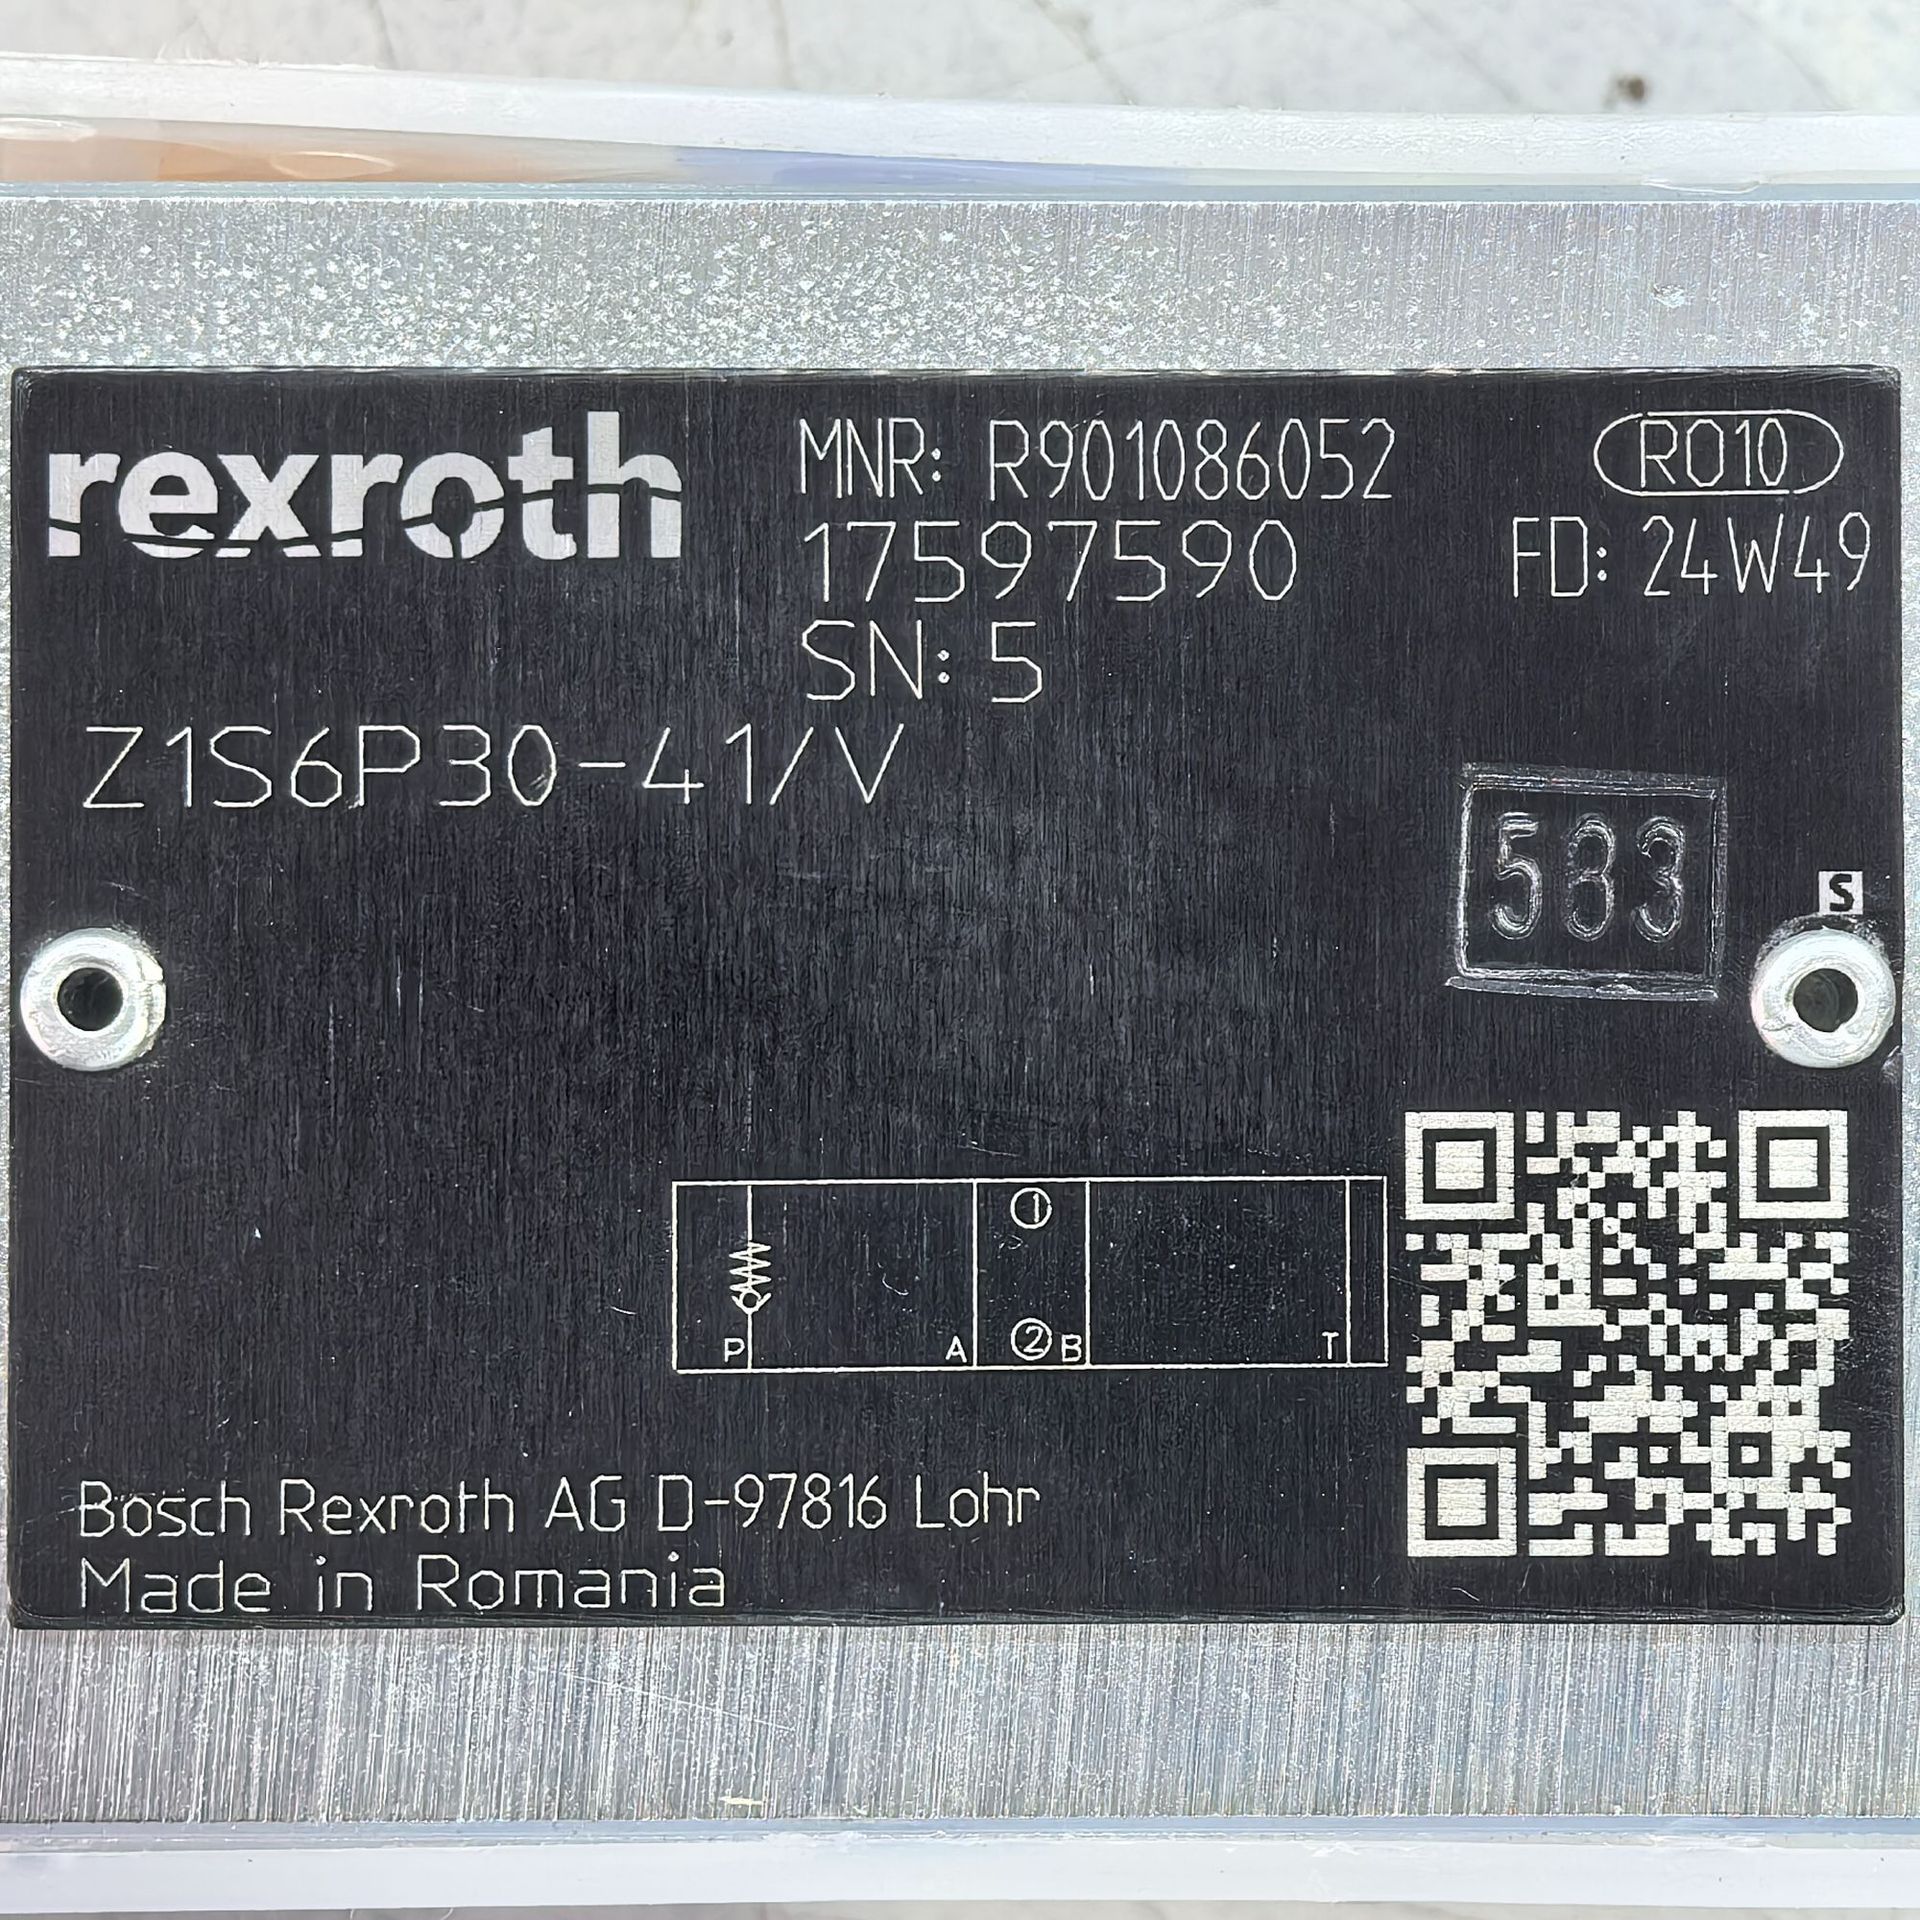 rexroth
MNR: R901086052
RO10
17597590
FD: 24W49
SN: 5
Z1S6P30-41/V
583
S
1
P A 2 B T
Bosch Rexroth AG D-97816 Lohr
Made in Romania